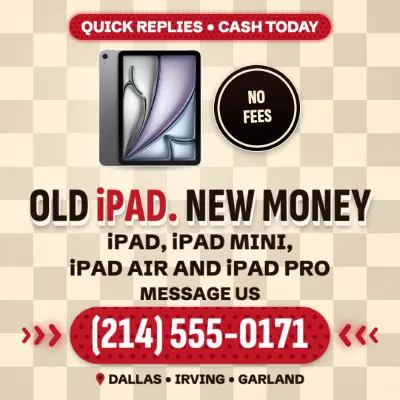 QUICK REPLIES • CASH TODAY
NO
FEES
OLD iPAD. NEW MONEY
iPAD, iPAD MINI,
iPAD AIR AND iPAD PRO
MESSAGE US
(214) 555-0171
DALLAS • IRVING • GARLAND